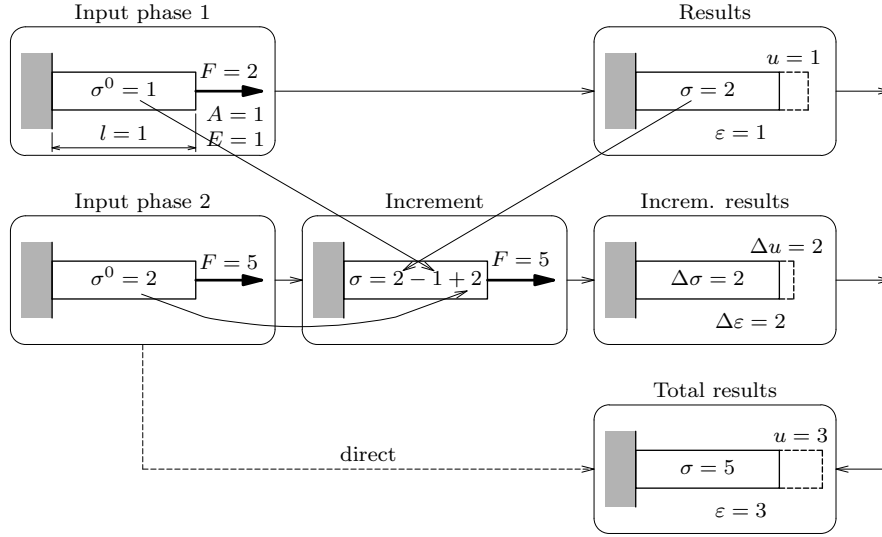 Input phase 1
Results
σ⁰ = 1
F = 2
A = 1
E = 1
l = 1
u = 1
σ = 2
ε = 1
Input phase 2
Increment
Increm. results
σ⁰ = 2
F = 5
σ = 2 − 1 + 2
F = 5
Δu = 2
Δσ = 2
Δε = 2
Total results
direct
u = 3
σ = 5
ε = 3